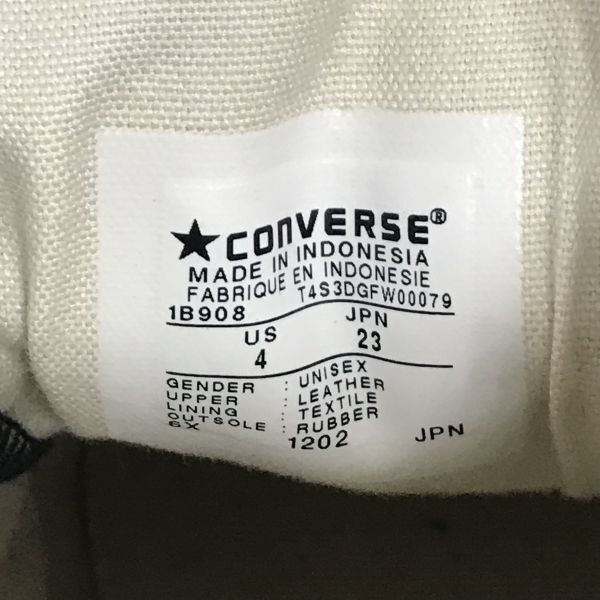 ★CONVERSE®
MADE IN INDONESIA
FABRIQUE EN INDONESIE
T4S3DGFW00079
1B908 JPN
US 23
4
GENDER : UNISEX
UPPER : LEATHER
LINING : TEXTILE
OUTSOLE : RUBBER
6X 1202 JPN